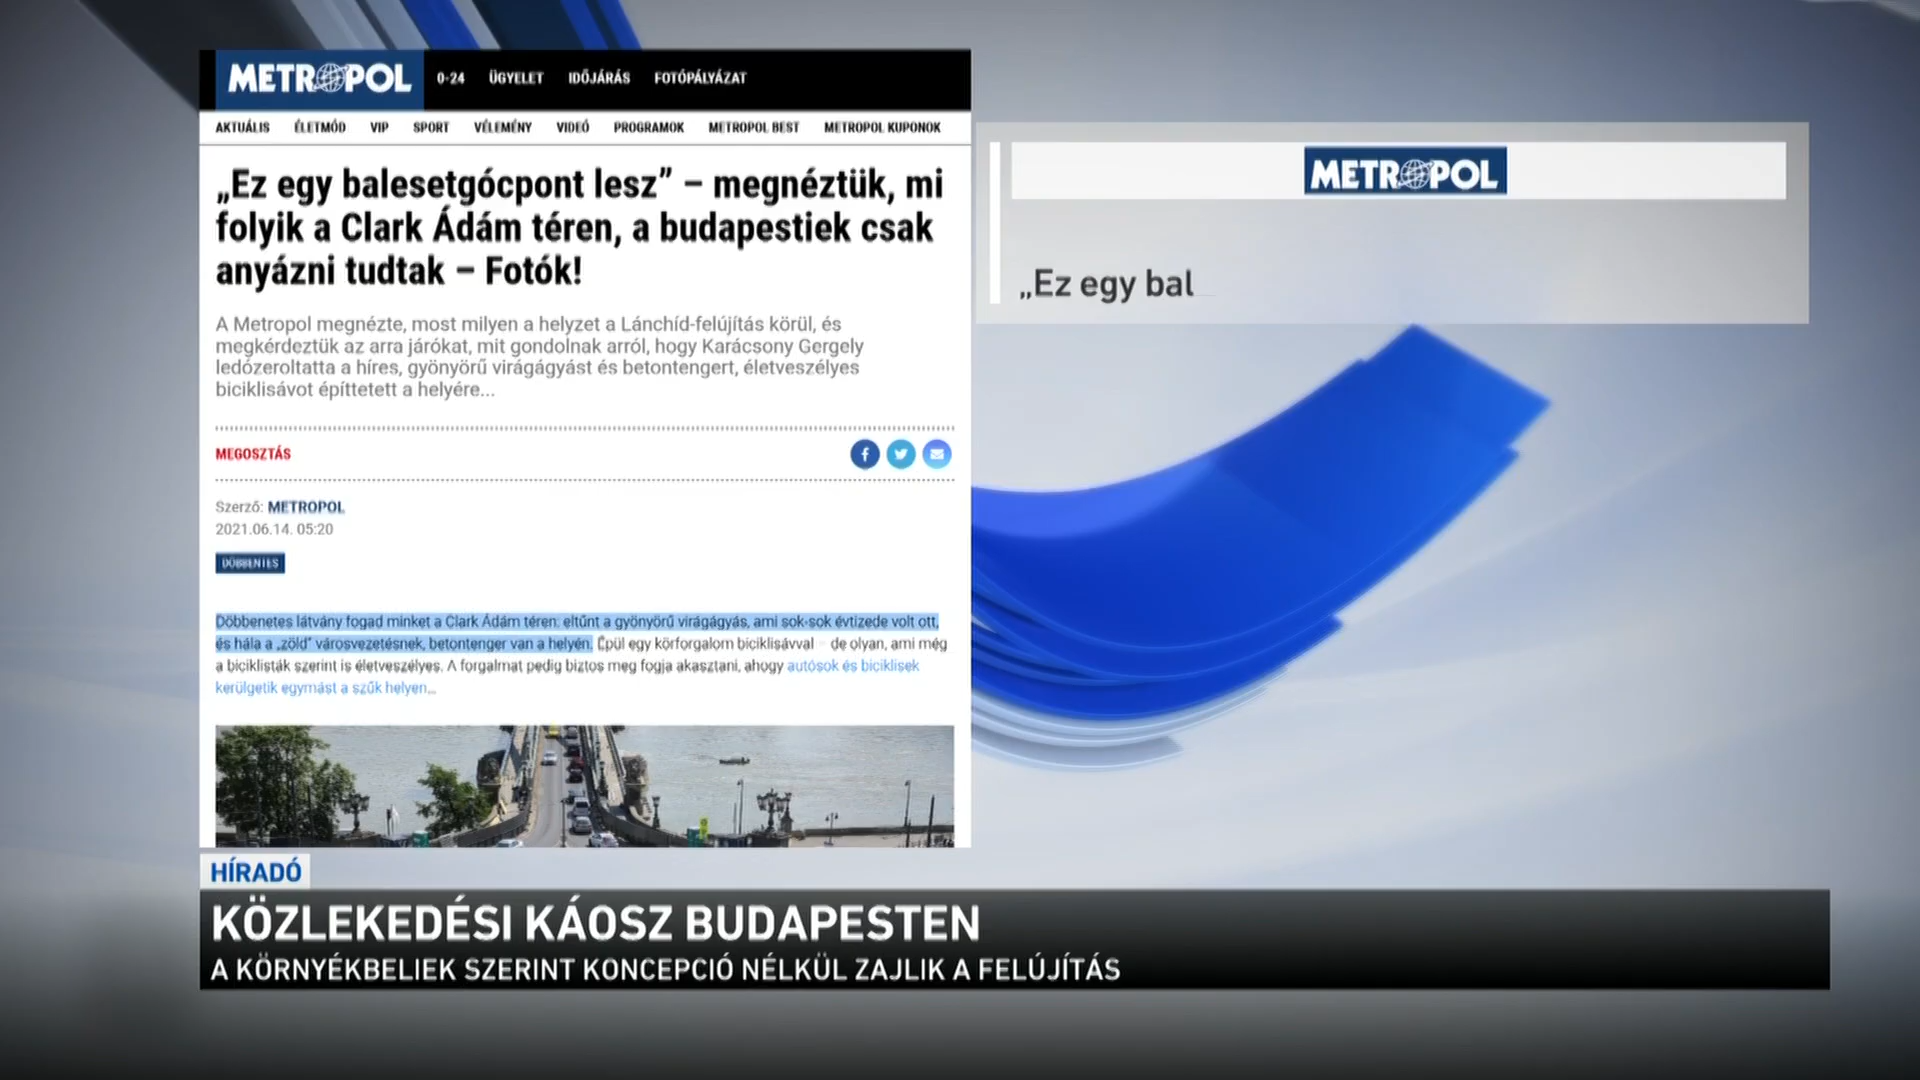 METROPOL 0-24 ÜGYELET IDŐJÁRÁS FOTÓPÁLYÁZAT
AKTUÁLIS ÉLETMÓD VIP SPORT VÉLEMÉNY VIDEÓ PROGRAMOK METROPOL BEST METROPOL KUPONOK
„Ez egy balesetgócpont lesz” – megnéztük, mi
folyik a Clark Ádám téren, a budapestiek csak
anyázni tudtak – Fotók!
A Metropol megnézte, most milyen a helyzet a Lánchíd-felújítás körül, és
megkérdeztük az arra járókat, mit gondolnak arról, hogy Karácsony Gergely
ledózeroltatta a híres, gyönyörű virágágyást és betontengert, életveszélyes
biciklisávot építtetett a helyére...
MEGOSZTÁS
Szerző: METROPOL
2021.06.14. 05:20
DÖBBENTES
Döbbenetes látvány fogad minket a Clark Ádám téren: eltűnt a gyönyörű virágágyás, ami sok-sok évtizede volt ott,
és hála a „zöld” városvezetésnek, betontenger van a helyén. Épül egy körforgalom biciklisávval – de olyan, ami még
a biciklisták szerint is életveszélyes. A forgalmat pedig biztos meg fogja akasztani, ahogy autósok és biciklisek
kerülgetik egymást a szűk helyen...
METROPOL
„Ez egy bal
HÍRADÓ
KÖZLEKEDÉSI KÁOSZ BUDAPESTEN
A KÖRNYÉKBELIEK SZERINT KONCEPCIÓ NÉLKÜL ZAJLIK A FELÚJÍTÁS